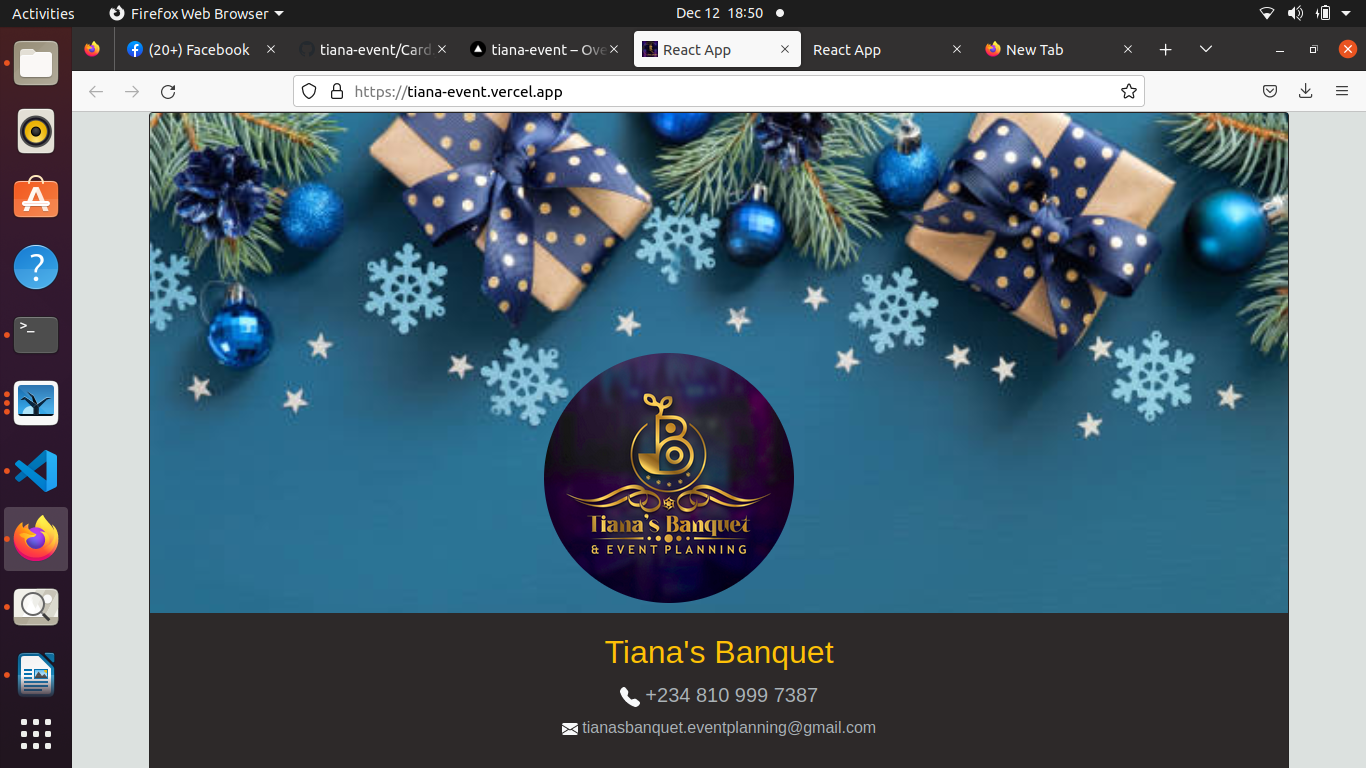 Activities
Firefox Web Browser
Dec 12 18:50
(20+) Facebook
tiana-event/Card
tiana-event – Ove
React App
React App
New Tab
https://tiana-event.vercel.app
Tiana's Banquet
& EVENT PLANNING
Tiana's Banquet
+234 810 999 7387
tianasbanquet.eventplanning@gmail.com